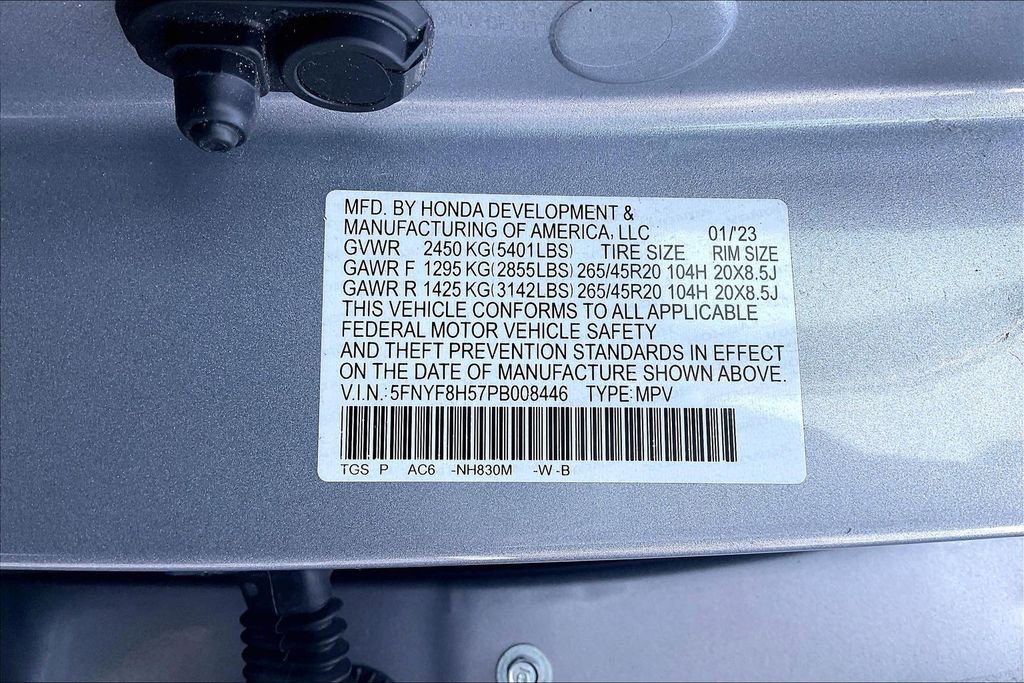 MFD. BY HONDA DEVELOPMENT &
MANUFACTURING OF AMERICA, LLC 01/'23
GVWR 2450 KG(5401LBS) TIRE SIZE RIM SIZE
GAWR F 1295 KG(2855LBS) 265/45R20 104H 20X8.5J
GAWR R 1425 KG(3142LBS) 265/45R20 104H 20X8.5J
THIS VEHICLE CONFORMS TO ALL APPLICABLE
FEDERAL MOTOR VEHICLE SAFETY
AND THEFT PREVENTION STANDARDS IN EFFECT
ON THE DATE OF MANUFACTURE SHOWN ABOVE.
V.I.N.: 5FNYF8H57PB008446 TYPE: MPV
TGS P AC6 -NH830M -W -B